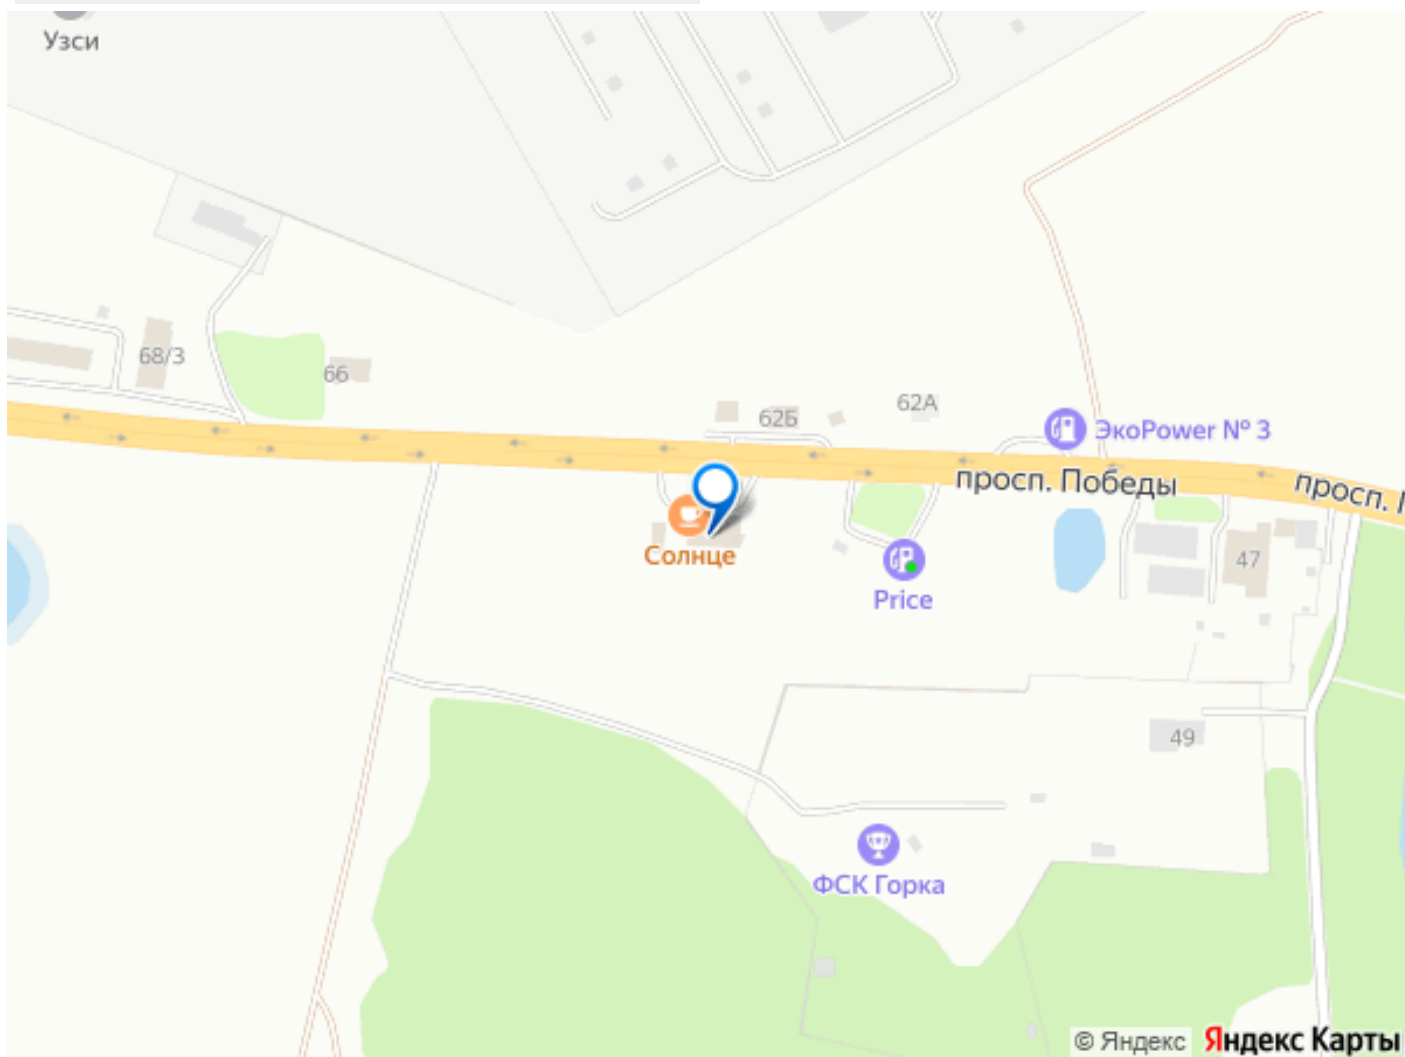 Узси
68/3
66
62Б
62А
ЭкоPower № 3
просп. Победы
просп. П
Солнце
Price
47
49
ФСК Горка
© Яндекс Яндекс Карты